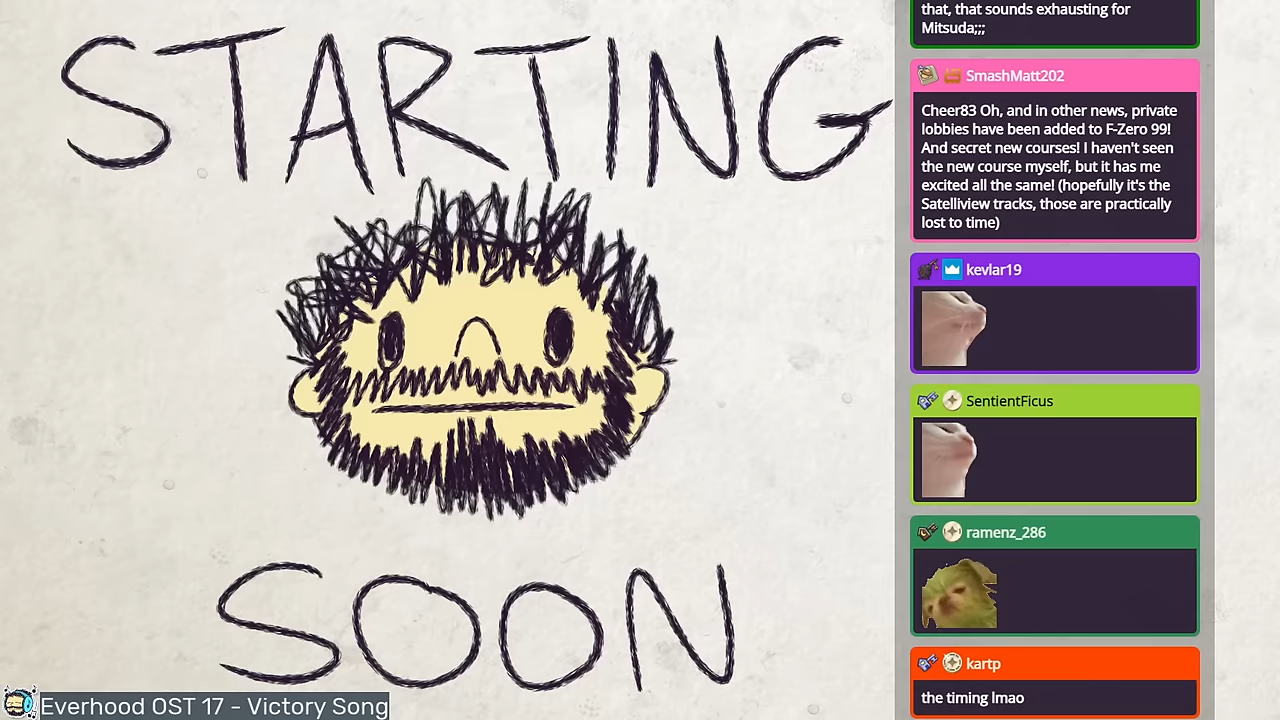 STARTING
SOON
Everhood OST 17 - Victory Song
that, that sounds exhausting for
Mitsuda;;;
SmashMatt202
Cheer83 Oh, and in other news, private
lobbies have been added to F-Zero 99!
And secret new courses! I haven't seen
the new course myself, but it has me
excited all the same! (hopefully it's the
Satelliview tracks, those are practically
lost to time)
kevlar19
SentientFicus
ramenz_286
kartp
the timing lmao